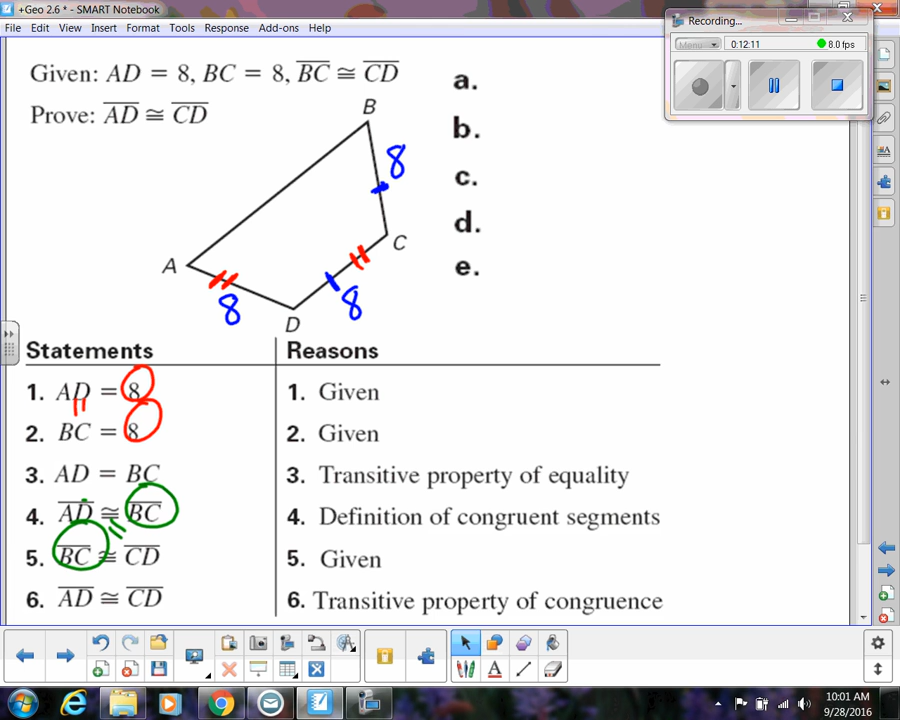 +Geo 2.6 * - SMART Notebook
File Edit View Insert Format Tools Response Add-ons Help
Recording...
Menu 0:12:11 8.0 fps
Given: AD = 8, BC = 8, BC ≅ CD
Prove: AD ≅ CD
a.
b.
c.
d.
e.
B
8
C
A
8
8
D
Statements Reasons
1. AD = 8 1. Given
2. BC = 8 2. Given
3. AD = BC 3. Transitive property of equality
4. AD ≅ BC 4. Definition of congruent segments
5. BC ≅ CD 5. Given
6. AD ≅ CD 6. Transitive property of congruence
10:01 AM
9/28/2016